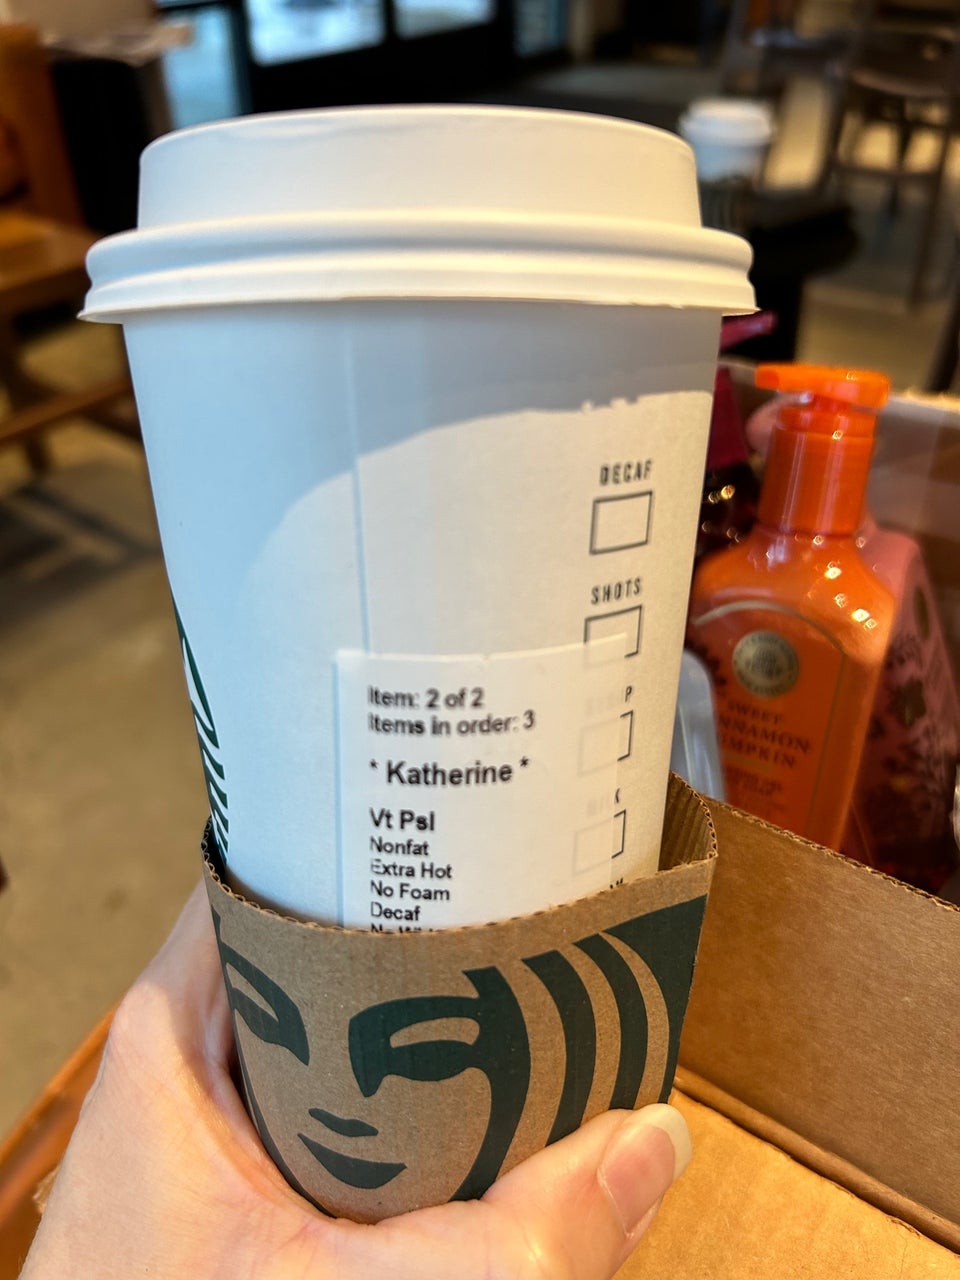 DECAF
SHOTS
P
K
Item: 2 of 2
Items in order: 3
* Katherine *
Vt Psl
Nonfat
Extra Hot
No Foam
Decaf
SWEET
CINNAMON
PUMPKIN